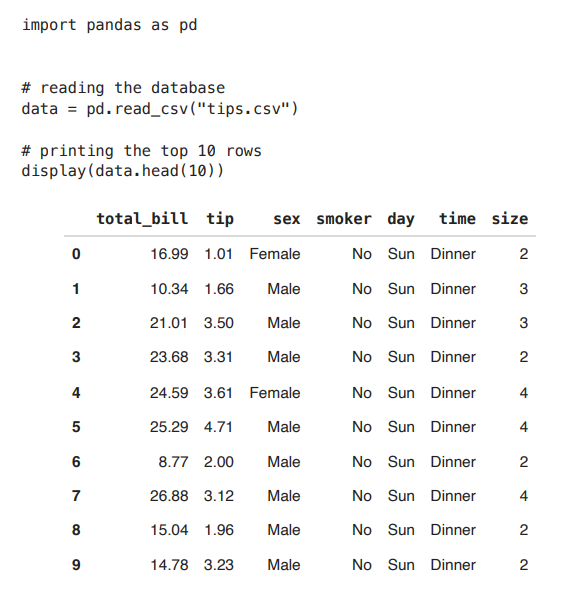 import pandas as pd
# reading the database
data = pd.read_csv("tips.csv")
# printing the top 10 rows
display(data.head(10))
total_bill tip sex smoker day time size
0 16.99 1.01 Female No Sun Dinner 2
1 10.34 1.66 Male No Sun Dinner 3
2 21.01 3.50 Male No Sun Dinner 3
3 23.68 3.31 Male No Sun Dinner 2
4 24.59 3.61 Female No Sun Dinner 4
5 25.29 4.71 Male No Sun Dinner 4
6 8.77 2.00 Male No Sun Dinner 2
7 26.88 3.12 Male No Sun Dinner 4
8 15.04 1.96 Male No Sun Dinner 2
9 14.78 3.23 Male No Sun Dinner 2